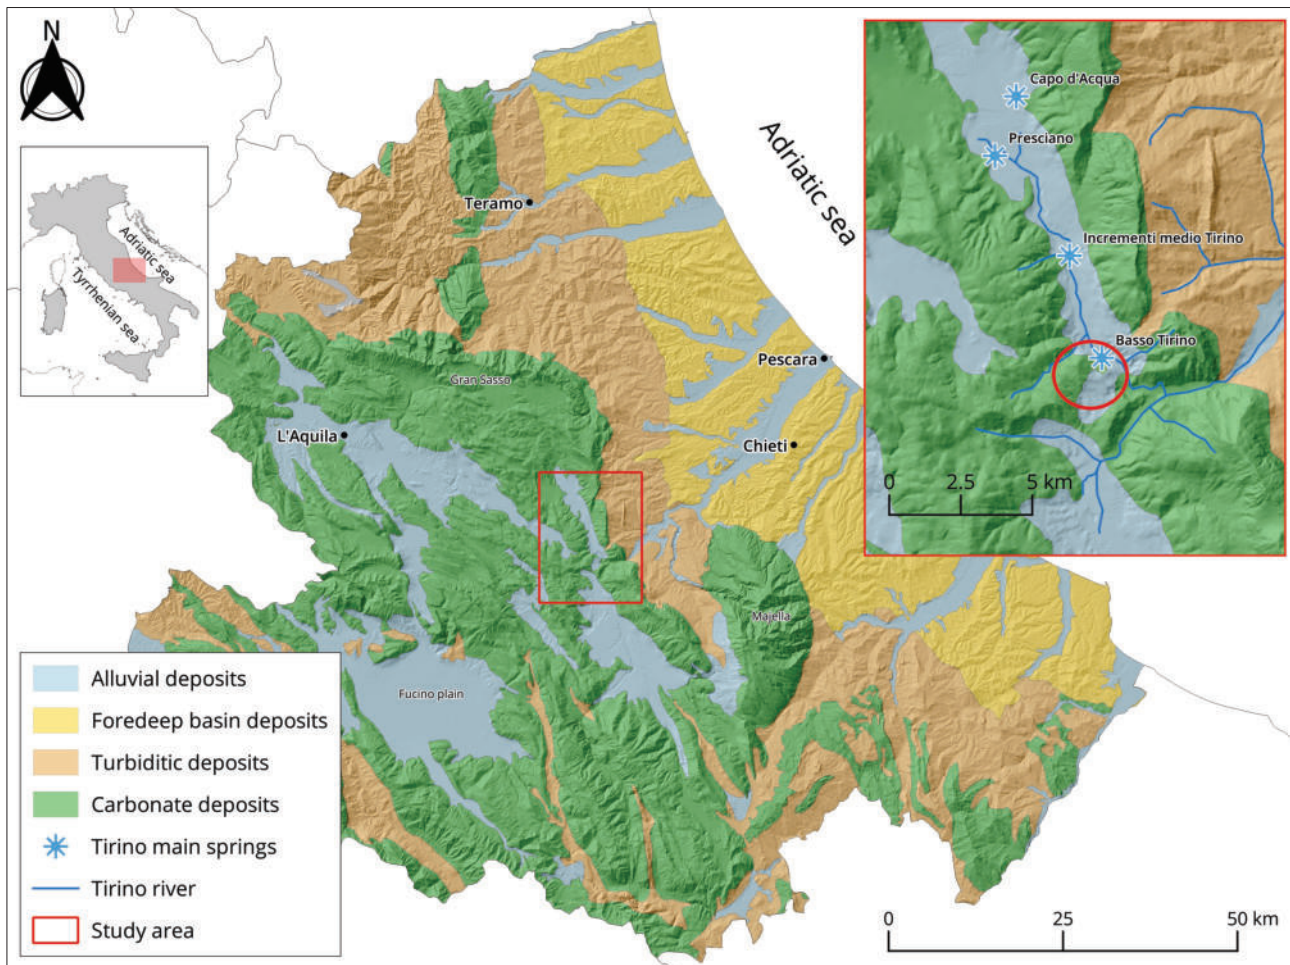 Adriatic sea
Tyrrhenian sea
Adriatic sea
Teramo
Gran Sasso
L'Aquila
Pescara
Chieti
Majella
Fucino plain
Capo d'Acqua
Presciano
Incrementi medio Tirino
Basso Tirino
0 2.5 5 km
Alluvial deposits
Foredeep basin deposits
Turbiditic deposits
Carbonate deposits
Tirino main springs
Tirino river
Study area
0 25 50 km